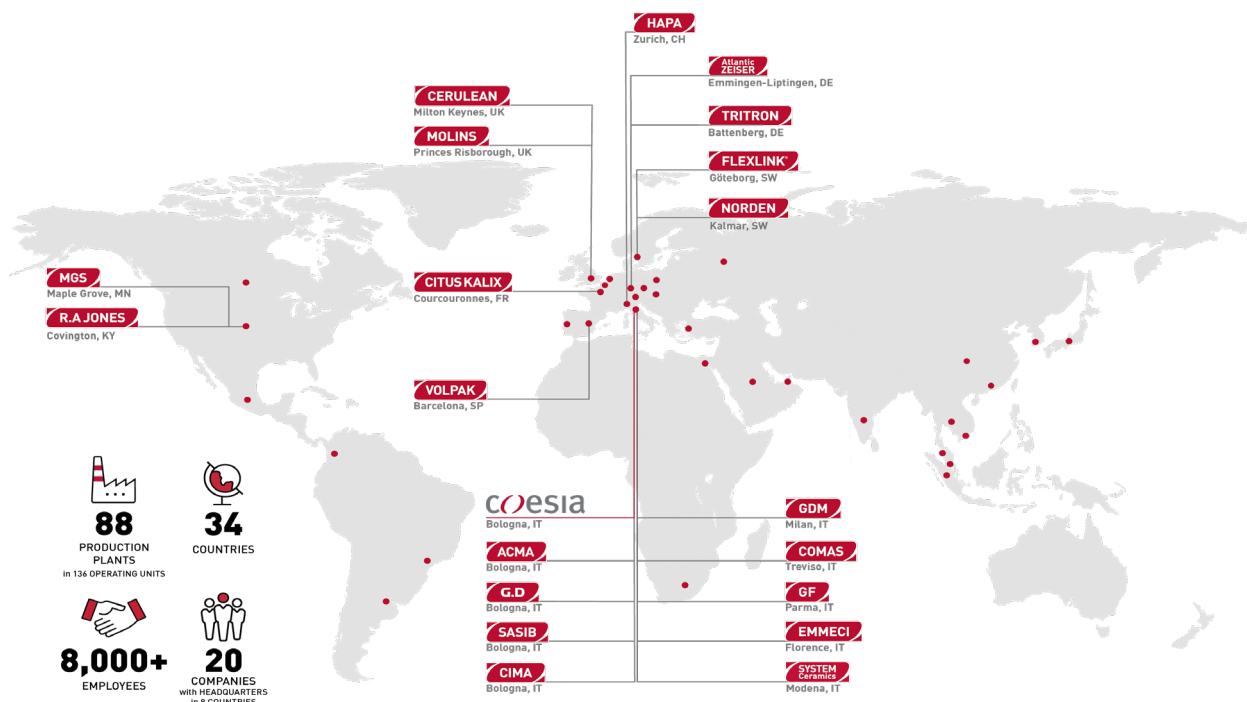 HAPA
Zurich, CH
Atlantic
ZEISER
Emmingen-Liptingen, DE
CERULEAN
Milton Keynes, UK
TRITRON
Battenberg, DE
MOLINS
Princes Risborough, UK
FLEXLINK®
Göteborg, SW
NORDEN
Kalmar, SW
MGS
Maple Grove, MN
R.A JONES
Covington, KY
CITUS KALIX
Courcouronnes, FR
VOLPAK
Barcelona, SP
88
PRODUCTION
PLANTS
in 136 OPERATING UNITS
34
COUNTRIES
8,000+
EMPLOYEES
20
COMPANIES
with HEADQUARTERS
in 8 COUNTRIES
coesia
Bologna, IT
ACMA
Bologna, IT
G.D
Bologna, IT
SASIB
Bologna, IT
CIMA
Bologna, IT
GDM
Milan, IT
COMAS
Treviso, IT
GF
Parma, IT
EMMECI
Florence, IT
SYSTEM
Ceramics
Modena, IT